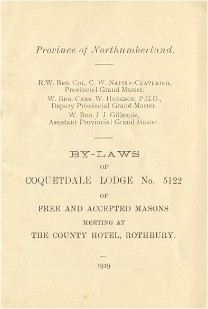 Province of Northumberland.
R.W. Bro. Col. C. W. Napier-Clavering,
Provincial Grand Master.
W. Bro. Chas. W. Hodgson, P.G.D.,
Deputy Provincial Grand Master.
W. Bro. J. J. Gillespie,
Assistant Provincial Grand Master.
BY-LAWS
OF
COQUETDALE LODGE No. 5122
OF
FREE AND ACCEPTED MASONS
MEETING AT
THE COUNTY HOTEL, ROTHBURY.
1929